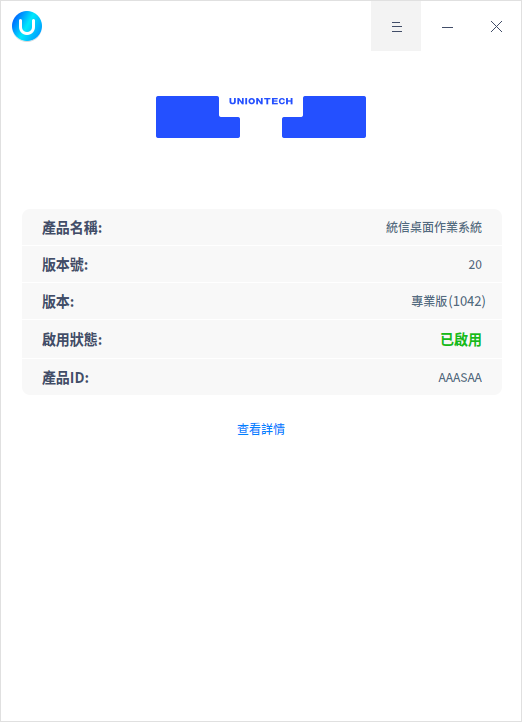 UNIONTECH
產品名稱: 統信桌面作業系統
版本號: 20
版本: 專業版(1042)
啟用狀態: 已啟用
產品ID: AAASAA
查看詳情